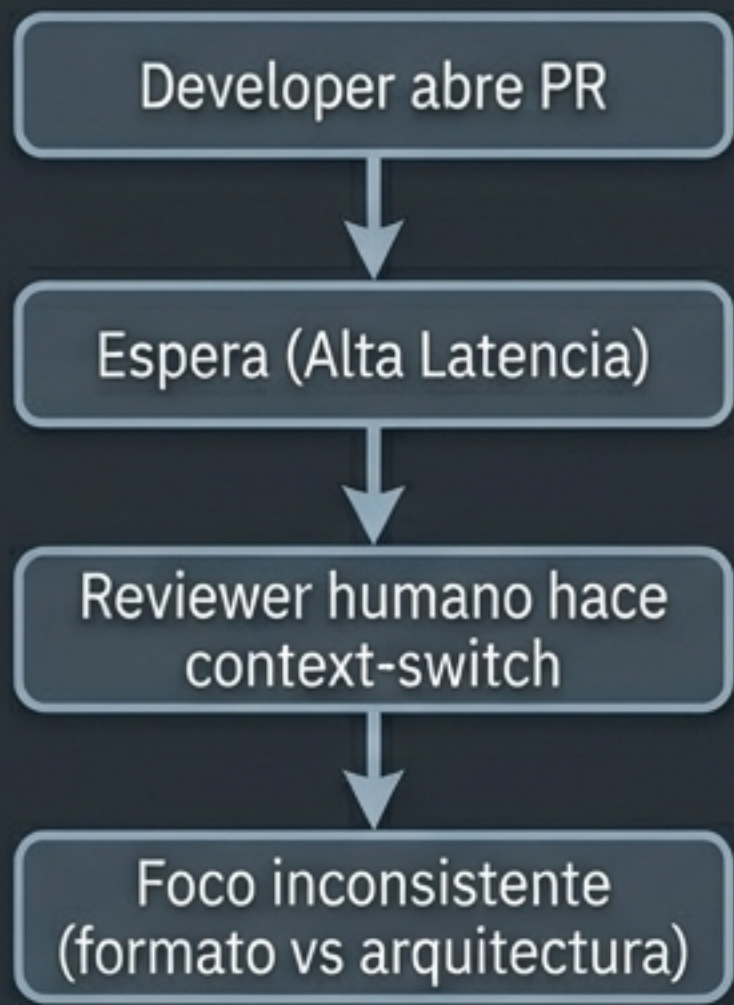 Developer abre PR
Espera (Alta Latencia)
Reviewer humano hace
context-switch
Foco inconsistente
(formato vs arquitectura)